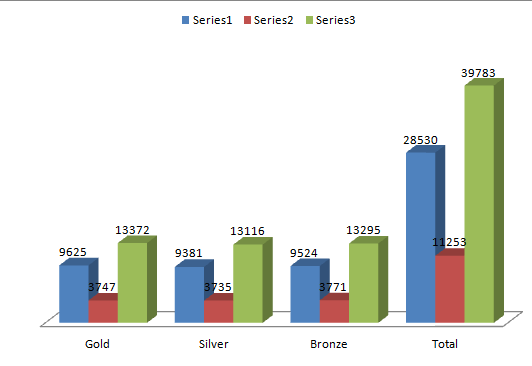 Series1 Series2 Series3
39783
28530
11253
13372 13116 13295
9625 9381 9524
3747 3735 3771
Gold Silver Bronze Total